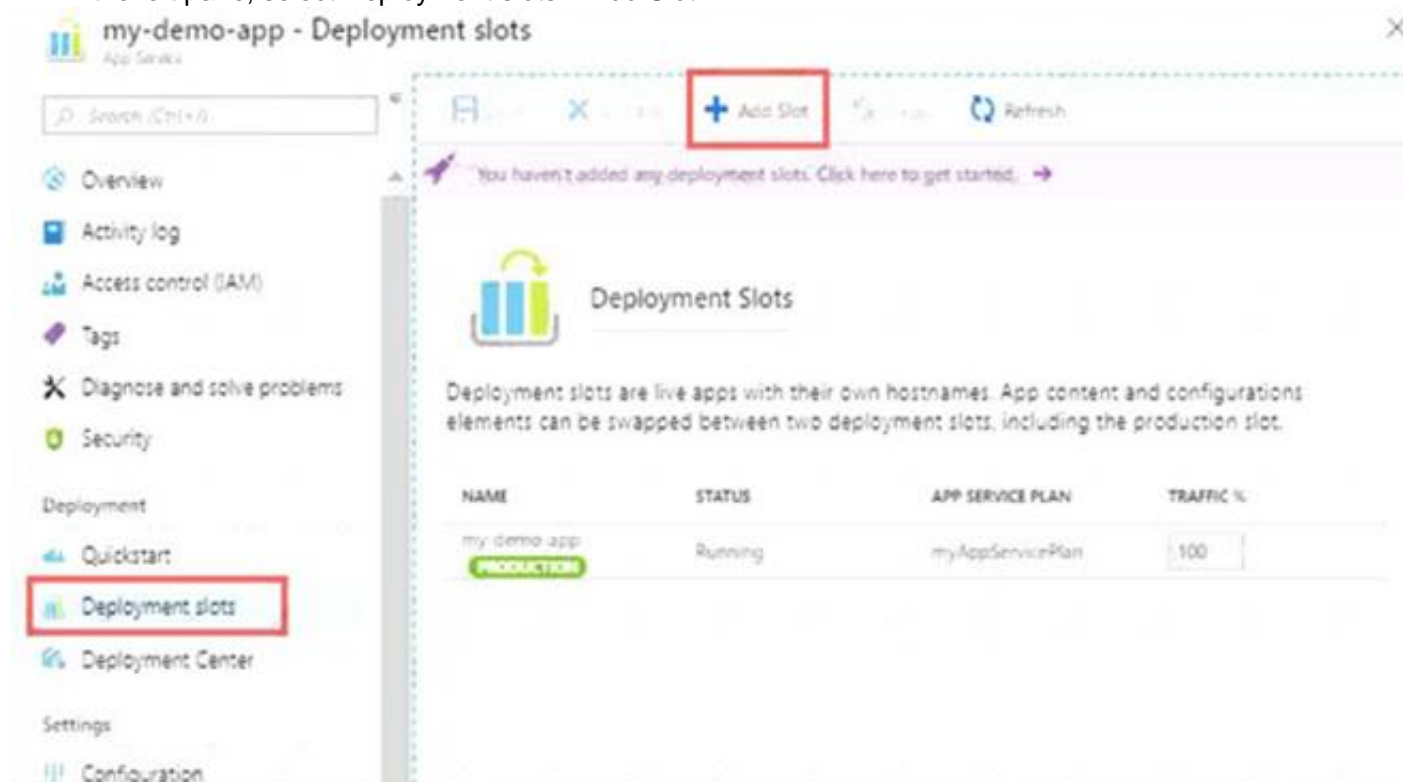 my-demo-app - Deployment slots
App Service
Search (Ctrl+/)
Add Slot
Refresh
You haven't added any deployment slots. Click here to get started.
Overview
Activity log
Access control (IAM)
Tags
Diagnose and solve problems
Security
Deployment
Quickstart
Deployment slots
Deployment Center
Settings
Configuration
Deployment Slots
Deployment slots are live apps with their own hostnames. App content and configurations
elements can be swapped between two deployment slots, including the production slot.
NAME STATUS APP SERVICE PLAN TRAFFIC %
my-demo-app Running myAppServicePlan 100
PRODUCTION